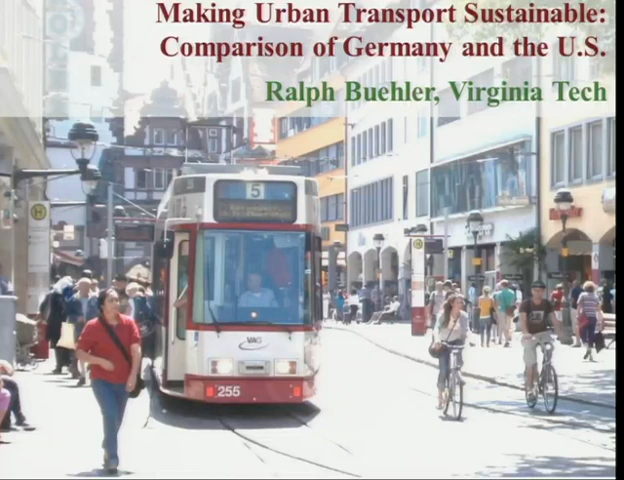 Making Urban Transport Sustainable:
Comparison of Germany and the U.S.
Ralph Buehler, Virginia Tech
5
VAG
255
H